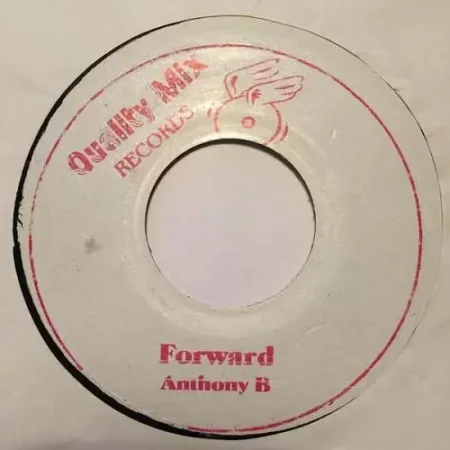 Quality Mix
RECORDS
Forward
Anthony B